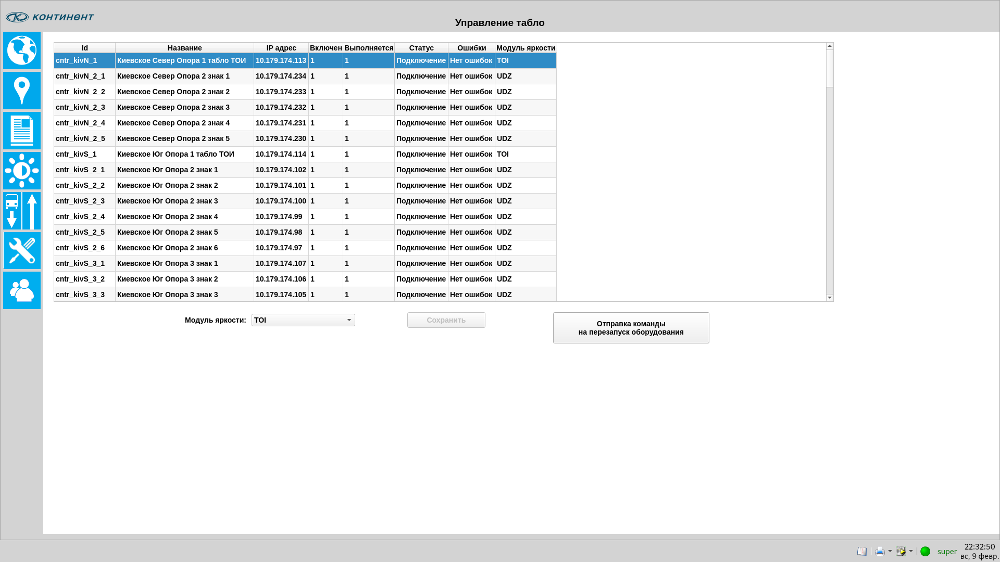 КОНТИНЕНТ
Управление табло
Id Название IP адрес Включен Выполняется Статус Ошибки Модуль яркости
cntr_kivN_1 Киевское Север Опора 1 табло ТОИ 10.179.174.113 1 1 Подключение Нет ошибок TOI
cntr_kivN_2_1 Киевское Север Опора 2 знак 1 10.179.174.234 1 1 Подключение Нет ошибок UDZ
cntr_kivN_2_2 Киевское Север Опора 2 знак 2 10.179.174.233 1 1 Подключение Нет ошибок UDZ
cntr_kivN_2_3 Киевское Север Опора 2 знак 3 10.179.174.232 1 1 Подключение Нет ошибок UDZ
cntr_kivN_2_4 Киевское Север Опора 2 знак 4 10.179.174.231 1 1 Подключение Нет ошибок UDZ
cntr_kivN_2_5 Киевское Север Опора 2 знак 5 10.179.174.230 1 1 Подключение Нет ошибок UDZ
cntr_kivS_1 Киевское Юг Опора 1 табло ТОИ 10.179.174.114 1 1 Подключение Нет ошибок TOI
cntr_kivS_2_1 Киевское Юг Опора 2 знак 1 10.179.174.102 1 1 Подключение Нет ошибок UDZ
cntr_kivS_2_2 Киевское Юг Опора 2 знак 2 10.179.174.101 1 1 Подключение Нет ошибок UDZ
cntr_kivS_2_3 Киевское Юг Опора 2 знак 3 10.179.174.100 1 1 Подключение Нет ошибок UDZ
cntr_kivS_2_4 Киевское Юг Опора 2 знак 4 10.179.174.99 1 1 Подключение Нет ошибок UDZ
cntr_kivS_2_5 Киевское Юг Опора 2 знак 5 10.179.174.98 1 1 Подключение Нет ошибок UDZ
cntr_kivS_2_6 Киевское Юг Опора 2 знак 6 10.179.174.97 1 1 Подключение Нет ошибок UDZ
cntr_kivS_3_1 Киевское Юг Опора 3 знак 1 10.179.174.107 1 1 Подключение Нет ошибок UDZ
cntr_kivS_3_2 Киевское Юг Опора 3 знак 2 10.179.174.106 1 1 Подключение Нет ошибок UDZ
cntr_kivS_3_3 Киевское Юг Опора 3 знак 3 10.179.174.105 1 1 Подключение Нет ошибок UDZ
Модуль яркости: TOI Сохранить
Отправка команды
на перезапуск оборудования
super 22:32:50
вс, 9 февр.